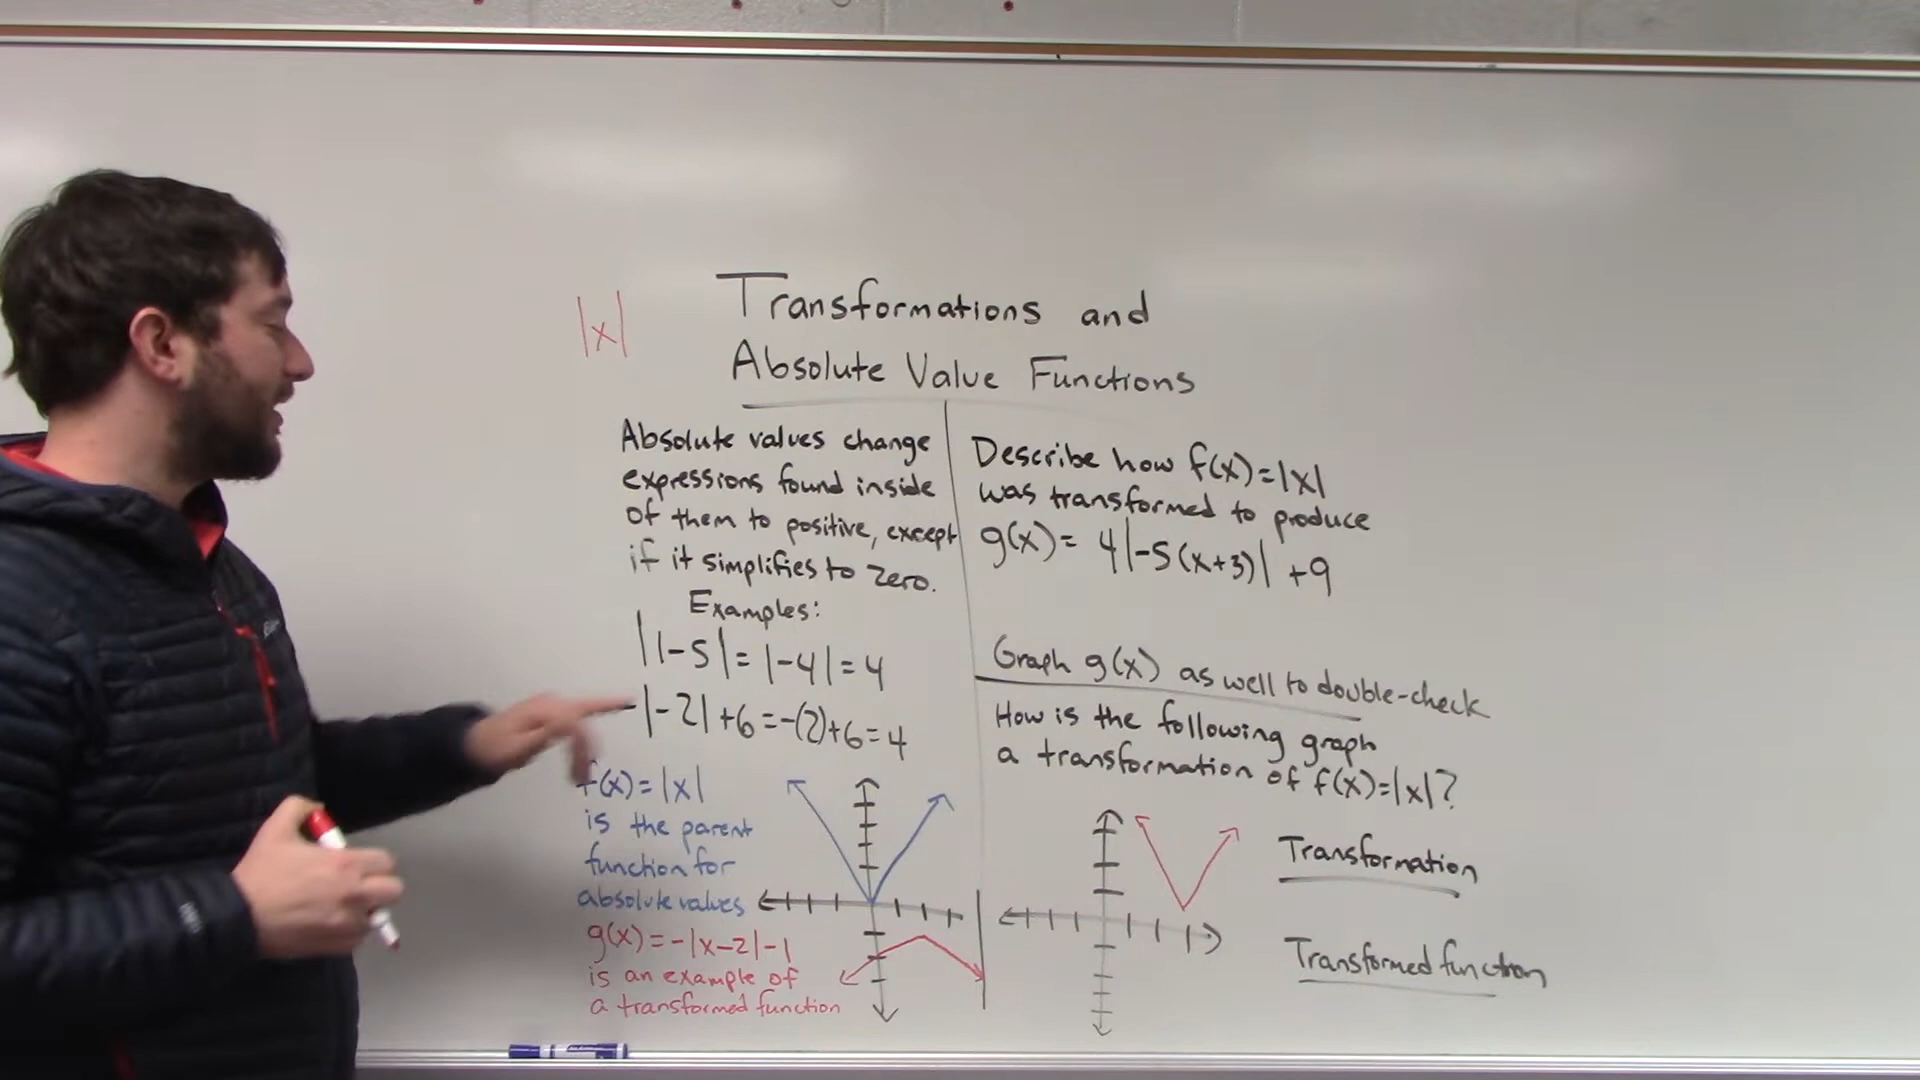 |x|
Transformations and
Absolute Value Functions
Absolute values change
expressions found inside
of them to positive, except
if it simplifies to zero.
Examples:
|1-5|=|-4|=4
-|-2|+6=-(2)+6=4
f(x)=|x|
is the parent
function for
absolute values
g(x)=-|x-2|-1
is an example of
a transformed function
Describe how f(x)=|x|
was transformed to produce
g(x)= 4|-5(x+3)| +9
Graph g(x) as well to double-check
How is the following graph
a transformation of f(x)=|x|?
Transformation
Transformed function